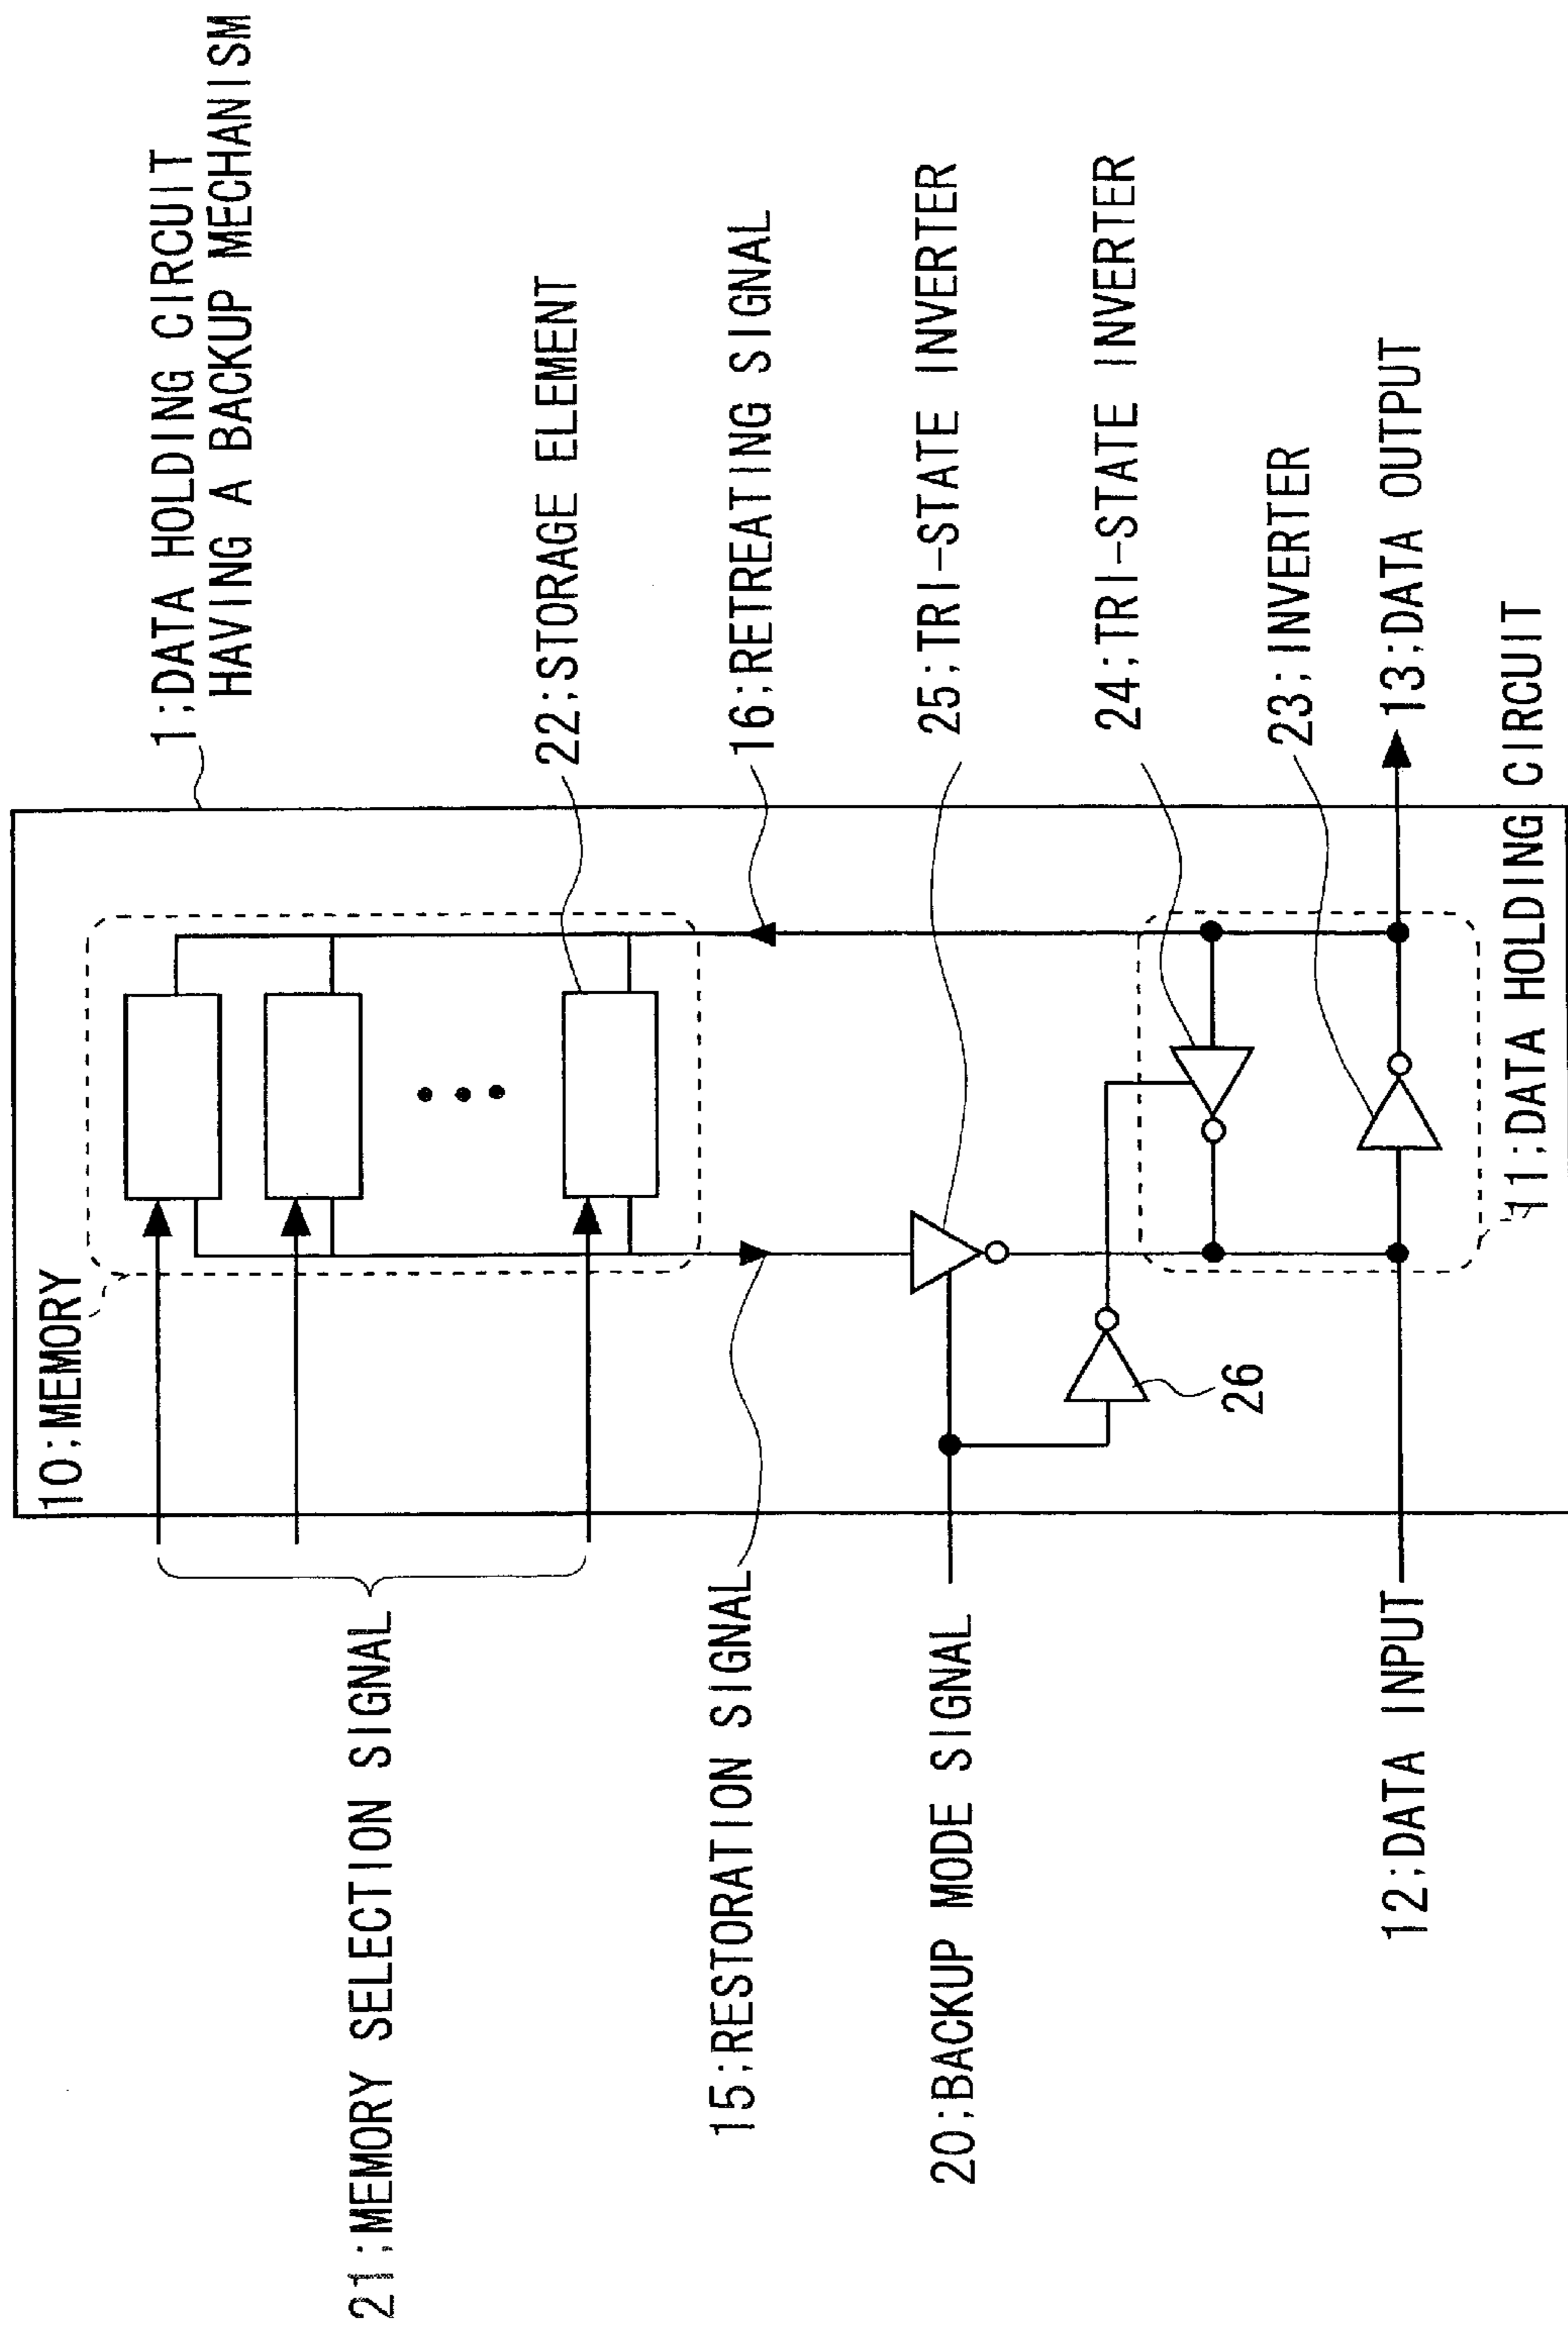 1;DATA HOLDING CIRCUIT
HAVING A BACKUP MECHANISM
10;MEMORY
21;MEMORY SELECTION SIGNAL
22;STORAGE ELEMENT
15;RESTORATION SIGNAL
16;RETREATING SIGNAL
20;BACKUP MODE SIGNAL
25;TRI-STATE INVERTER
24;TRI-STATE INVERTER
26
23;INVERTER
12;DATA INPUT
13;DATA OUTPUT
11;DATA HOLDING CIRCUIT